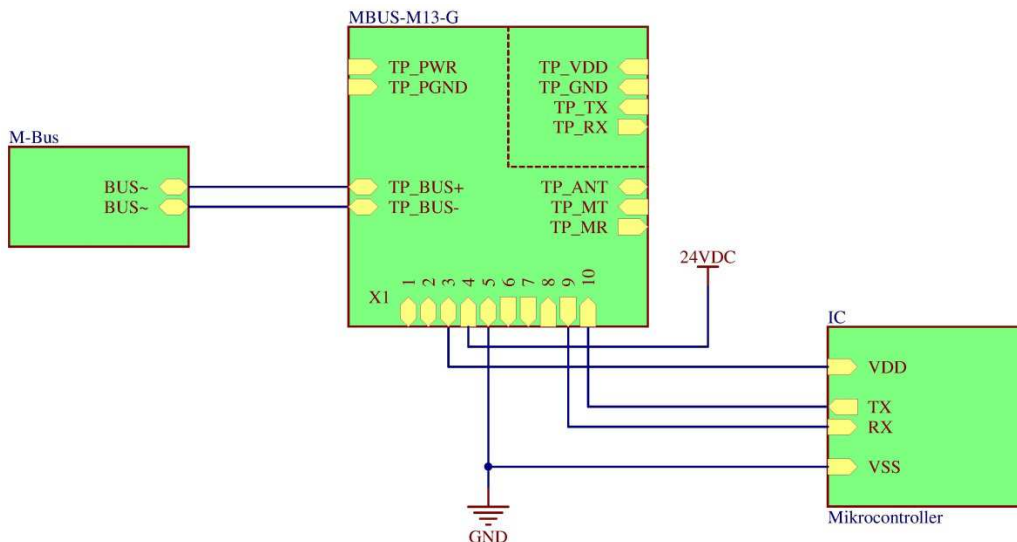 MBUS-M13-G
TP_PWR
TP_PGND
TP_VDD
TP_GND
TP_TX
TP_RX
M-Bus
BUS~
BUS~
TP_BUS+
TP_BUS-
TP_ANT
TP_MT
TP_MR
24VDC
X1
1
2
3
4
5
6
7
8
9
10
IC
VDD
TX
RX
VSS
Mikrocontroller
GND